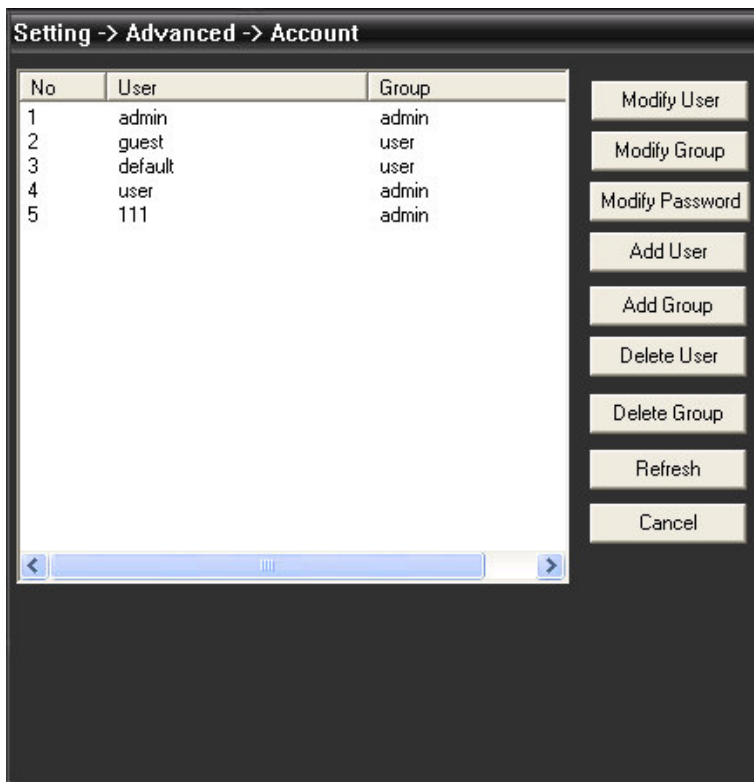 Setting -> Advanced -> Account
No User Group
1 admin admin
2 guest user
3 default user
4 user admin
5 111 admin
Modify User
Modify Group
Modify Password
Add User
Add Group
Delete User
Delete Group
Refresh
Cancel